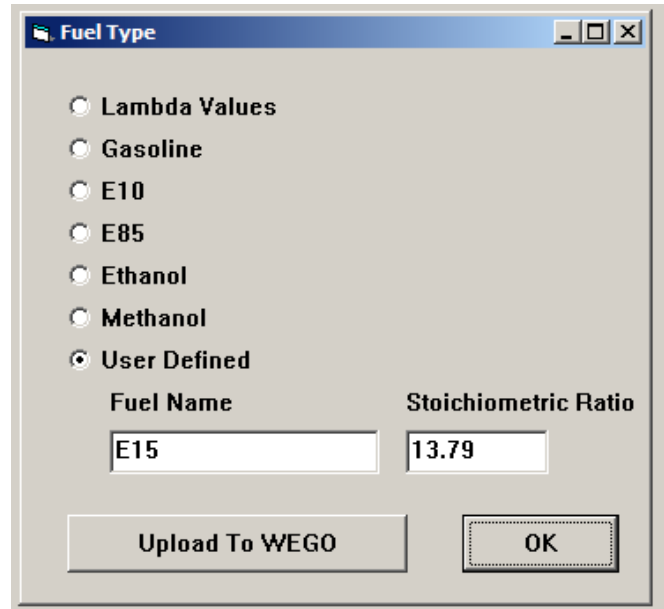 Fuel Type
Lambda Values
Gasoline
E10
E85
Ethanol
Methanol
User Defined
Fuel Name Stoichiometric Ratio
E15 13.79
Upload To WEGO OK